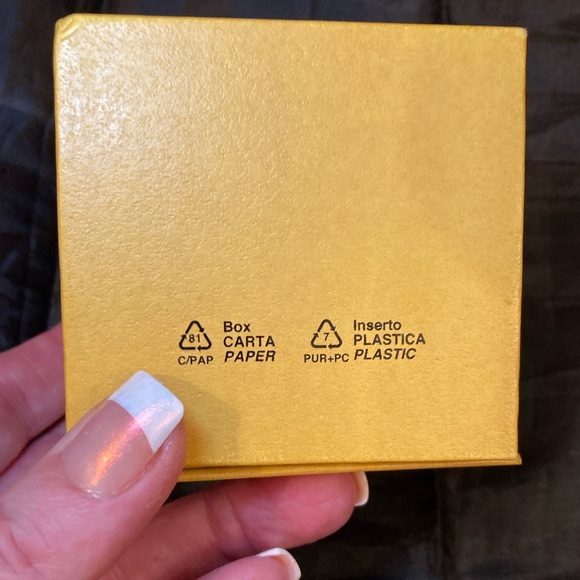 81
C/PAP
Box
CARTA
PAPER
7
PUR+PC
Inserto
PLASTICA
PLASTIC